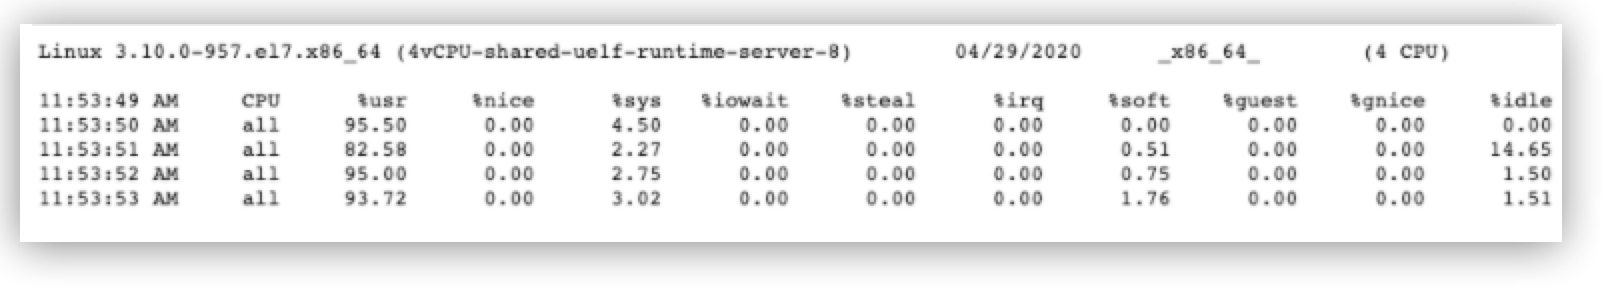 Linux 3.10.0-957.el7.x86_64 (4vCPU-shared-uelf-runtime-server-8) 04/29/2020 _x86_64_ (4 CPU)
11:53:49 AM CPU %usr %nice %sys %iowait %steal %irq %soft %guest %gnice %idle
11:53:50 AM all 95.50 0.00 4.50 0.00 0.00 0.00 0.00 0.00 0.00 0.00
11:53:51 AM all 82.58 0.00 2.27 0.00 0.00 0.00 0.51 0.00 0.00 14.65
11:53:52 AM all 95.00 0.00 2.75 0.00 0.00 0.00 0.75 0.00 0.00 1.50
11:53:53 AM all 93.72 0.00 3.02 0.00 0.00 0.00 1.76 0.00 0.00 1.51